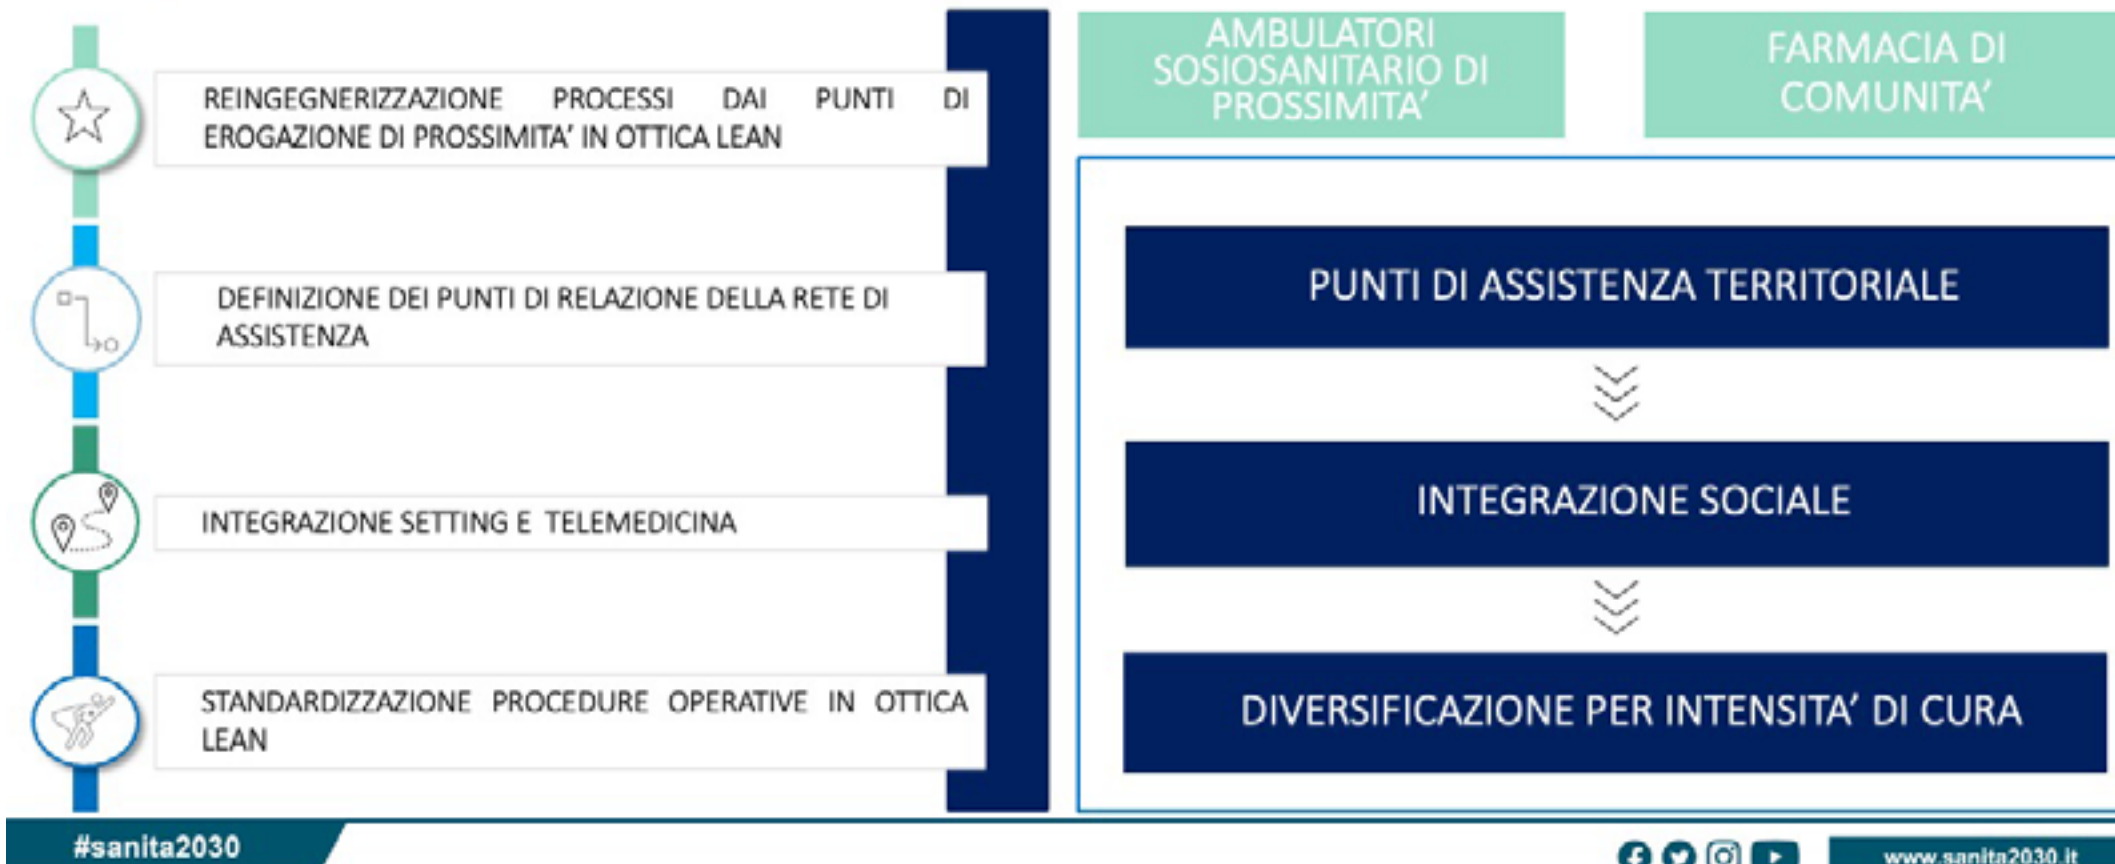 REINGEGNERIZZAZIONE PROCESSI DAI PUNTI DI
EROGAZIONE DI PROSSIMITA’ IN OTTICA LEAN
DEFINIZIONE DEI PUNTI DI RELAZIONE DELLA RETE DI
ASSISTENZA
INTEGRAZIONE SETTING E TELEMEDICINA
STANDARDIZZAZIONE PROCEDURE OPERATIVE IN OTTICA
LEAN
AMBULATORI
SOSIOSANITARIO DI
PROSSIMITA’
FARMACIA DI
COMUNITA’
PUNTI DI ASSISTENZA TERRITORIALE
INTEGRAZIONE SOCIALE
DIVERSIFICAZIONE PER INTENSITA’ DI CURA
#sanita2030
www.sanita2030.it